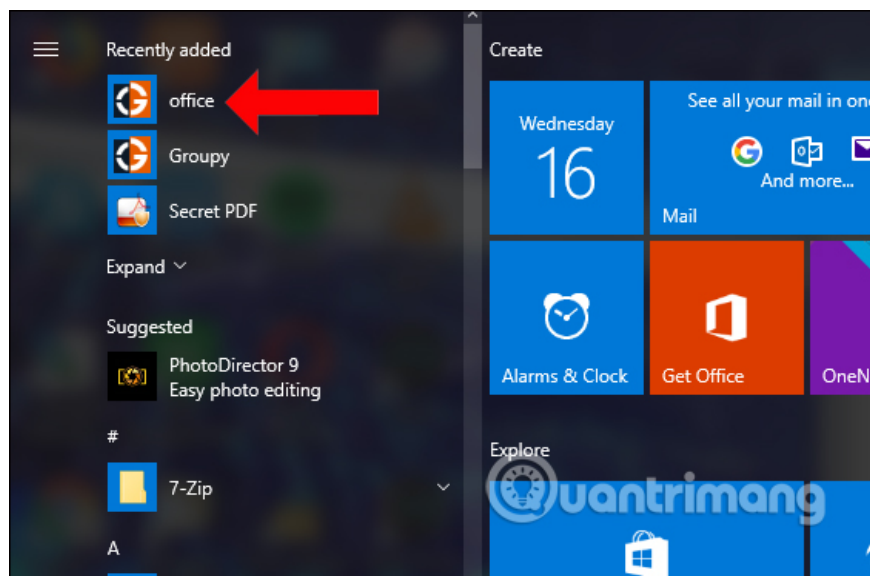 Recently added
office
Groupy
Secret PDF
Expand
Suggested
PhotoDirector 9
Easy photo editing
#
7-Zip
A
Create
Wednesday
16
See all your mail in one
And more...
Mail
Alarms & Clock
Get Office
OneN
Explore
Quantrimang